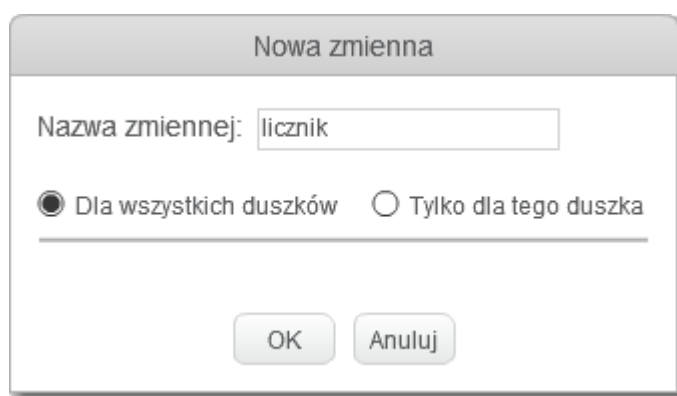 Nowa zmienna
Nazwa zmiennej: licznik
Dla wszystkich duszków Tylko dla tego duszka
OK Anuluj